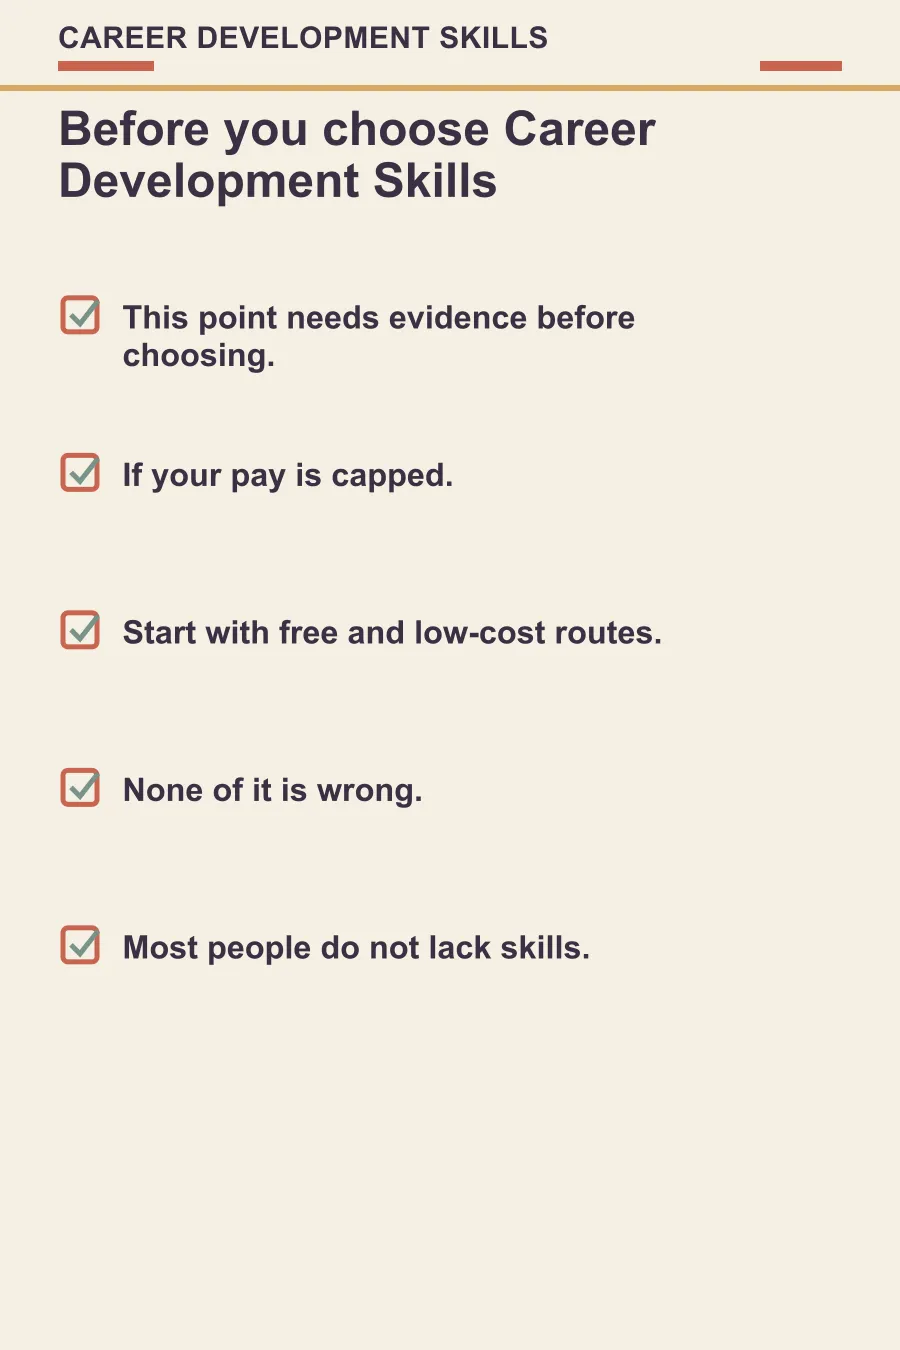 CAREER DEVELOPMENT SKILLS
Before you choose Career
Development Skills
This point needs evidence before
choosing.
If your pay is capped.
Start with free and low-cost routes.
None of it is wrong.
Most people do not lack skills.